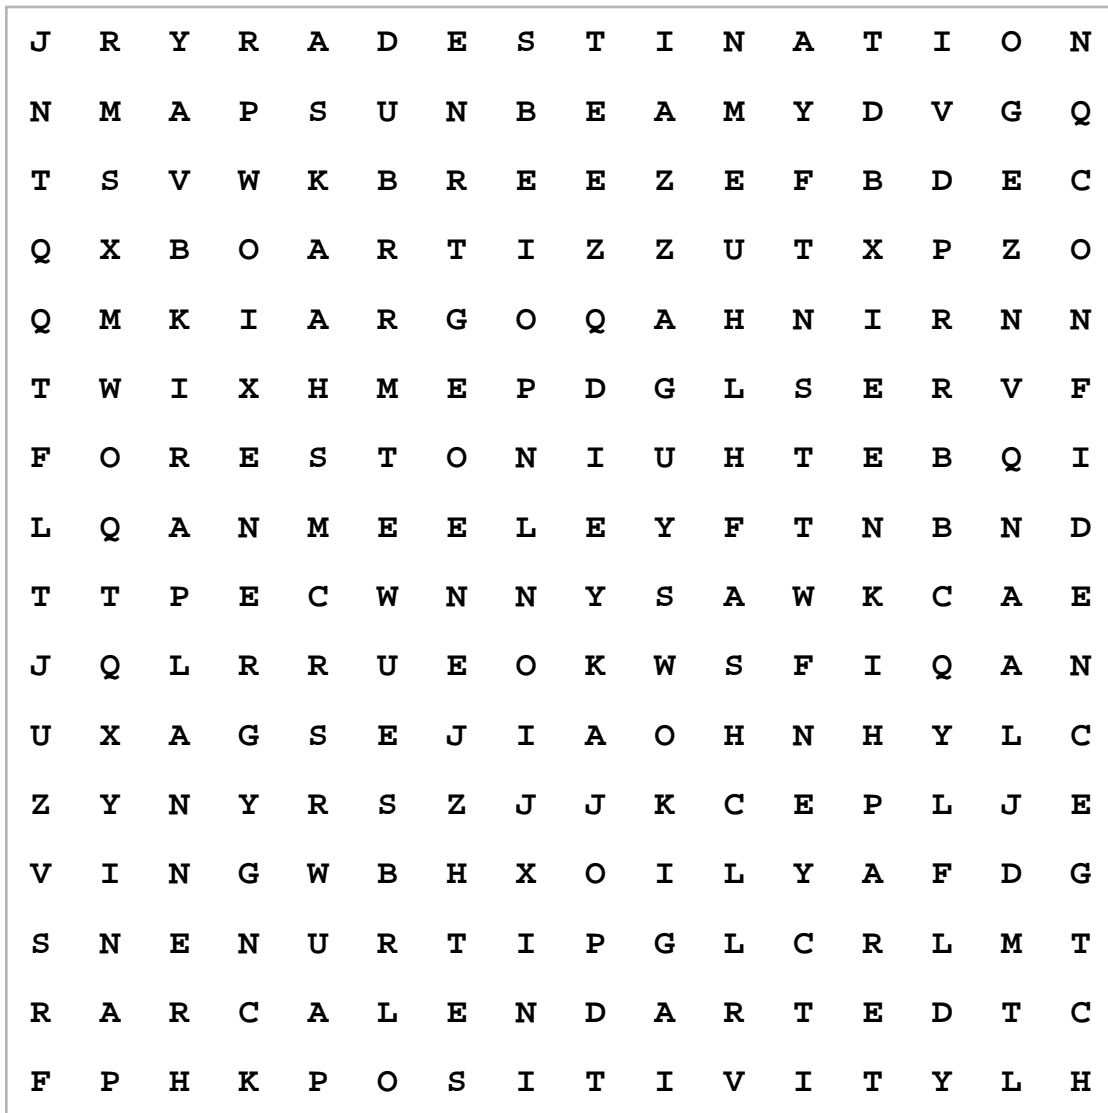 J R Y R A D E S T I N A T I O N
N M A P S U N B E A M Y D V G Q
T S V W K B R E E Z E F B D E C
Q X B O A R T I Z Z U T X P Z O
Q M K I A R G O Q A H N I R N N
T W I X H M E P D G L S E R V F
F O R E S T O N I U H T E B Q I
L Q A N M E E L E Y F T N B N D
T T P E C W N N Y S A W K C A E
J Q L R R U E O K W S F I Q A N
U X A G S E J I A O H N H Y L C
Z Y N Y R S Z J J K C E P L J E
V I N G W B H X O I L Y A F D G
S N E N U R T I P G L C R L M T
R A R C A L E N D A R T E D T C
F P H K P O S I T I V I T Y L H